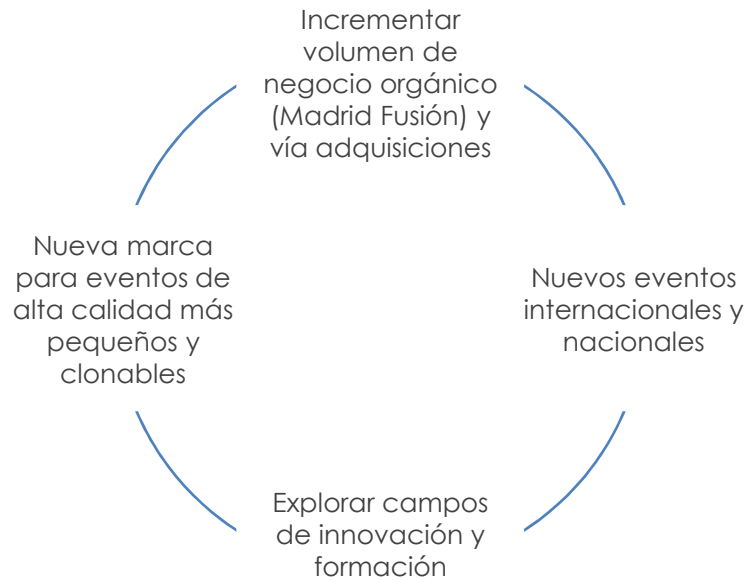 Incrementar
volumen de
negocio orgánico
(Madrid Fusión) y
vía adquisiciones
Nueva marca
para eventos de
alta calidad más
pequeños y
clonables
Nuevos eventos
internacionales y
nacionales
Explorar campos
de innovación y
formación